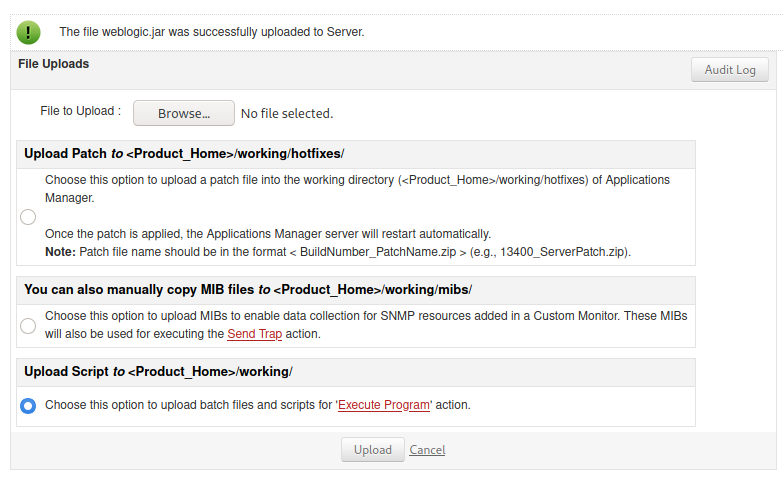 The file weblogic.jar was successfully uploaded to Server.
File Uploads
Audit Log
File to Upload : Browse... No file selected.
Upload Patch to <Product_Home>/working/hotfixes/
Choose this option to upload a patch file into the working directory (<Product_Home>/working/hotfixes) of Applications
Manager.
Once the patch is applied, the Applications Manager server will restart automatically.
Note: Patch file name should be in the format < BuildNumber_PatchName.zip > (e.g., 13400_ServerPatch.zip).
You can also manually copy MIB files to <Product_Home>/working/mibs/
Choose this option to upload MIBs to enable data collection for SNMP resources added in a Custom Monitor. These MIBs
will also be used for executing the Send Trap action.
Upload Script to <Product_Home>/working/
Choose this option to upload batch files and scripts for 'Execute Program' action.
Upload Cancel